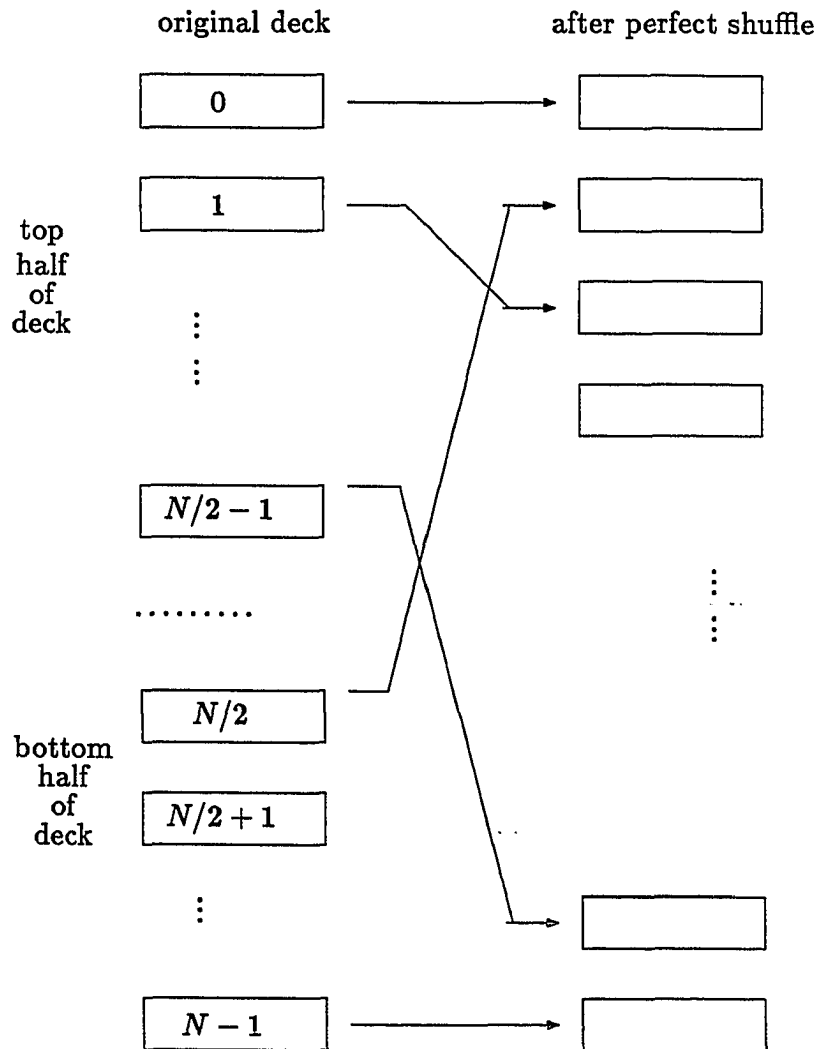 original deck
after perfect shuffle
0
1
top
half
of
deck
N/2 − 1
N/2
bottom
half
of
deck
N/2 + 1
N − 1